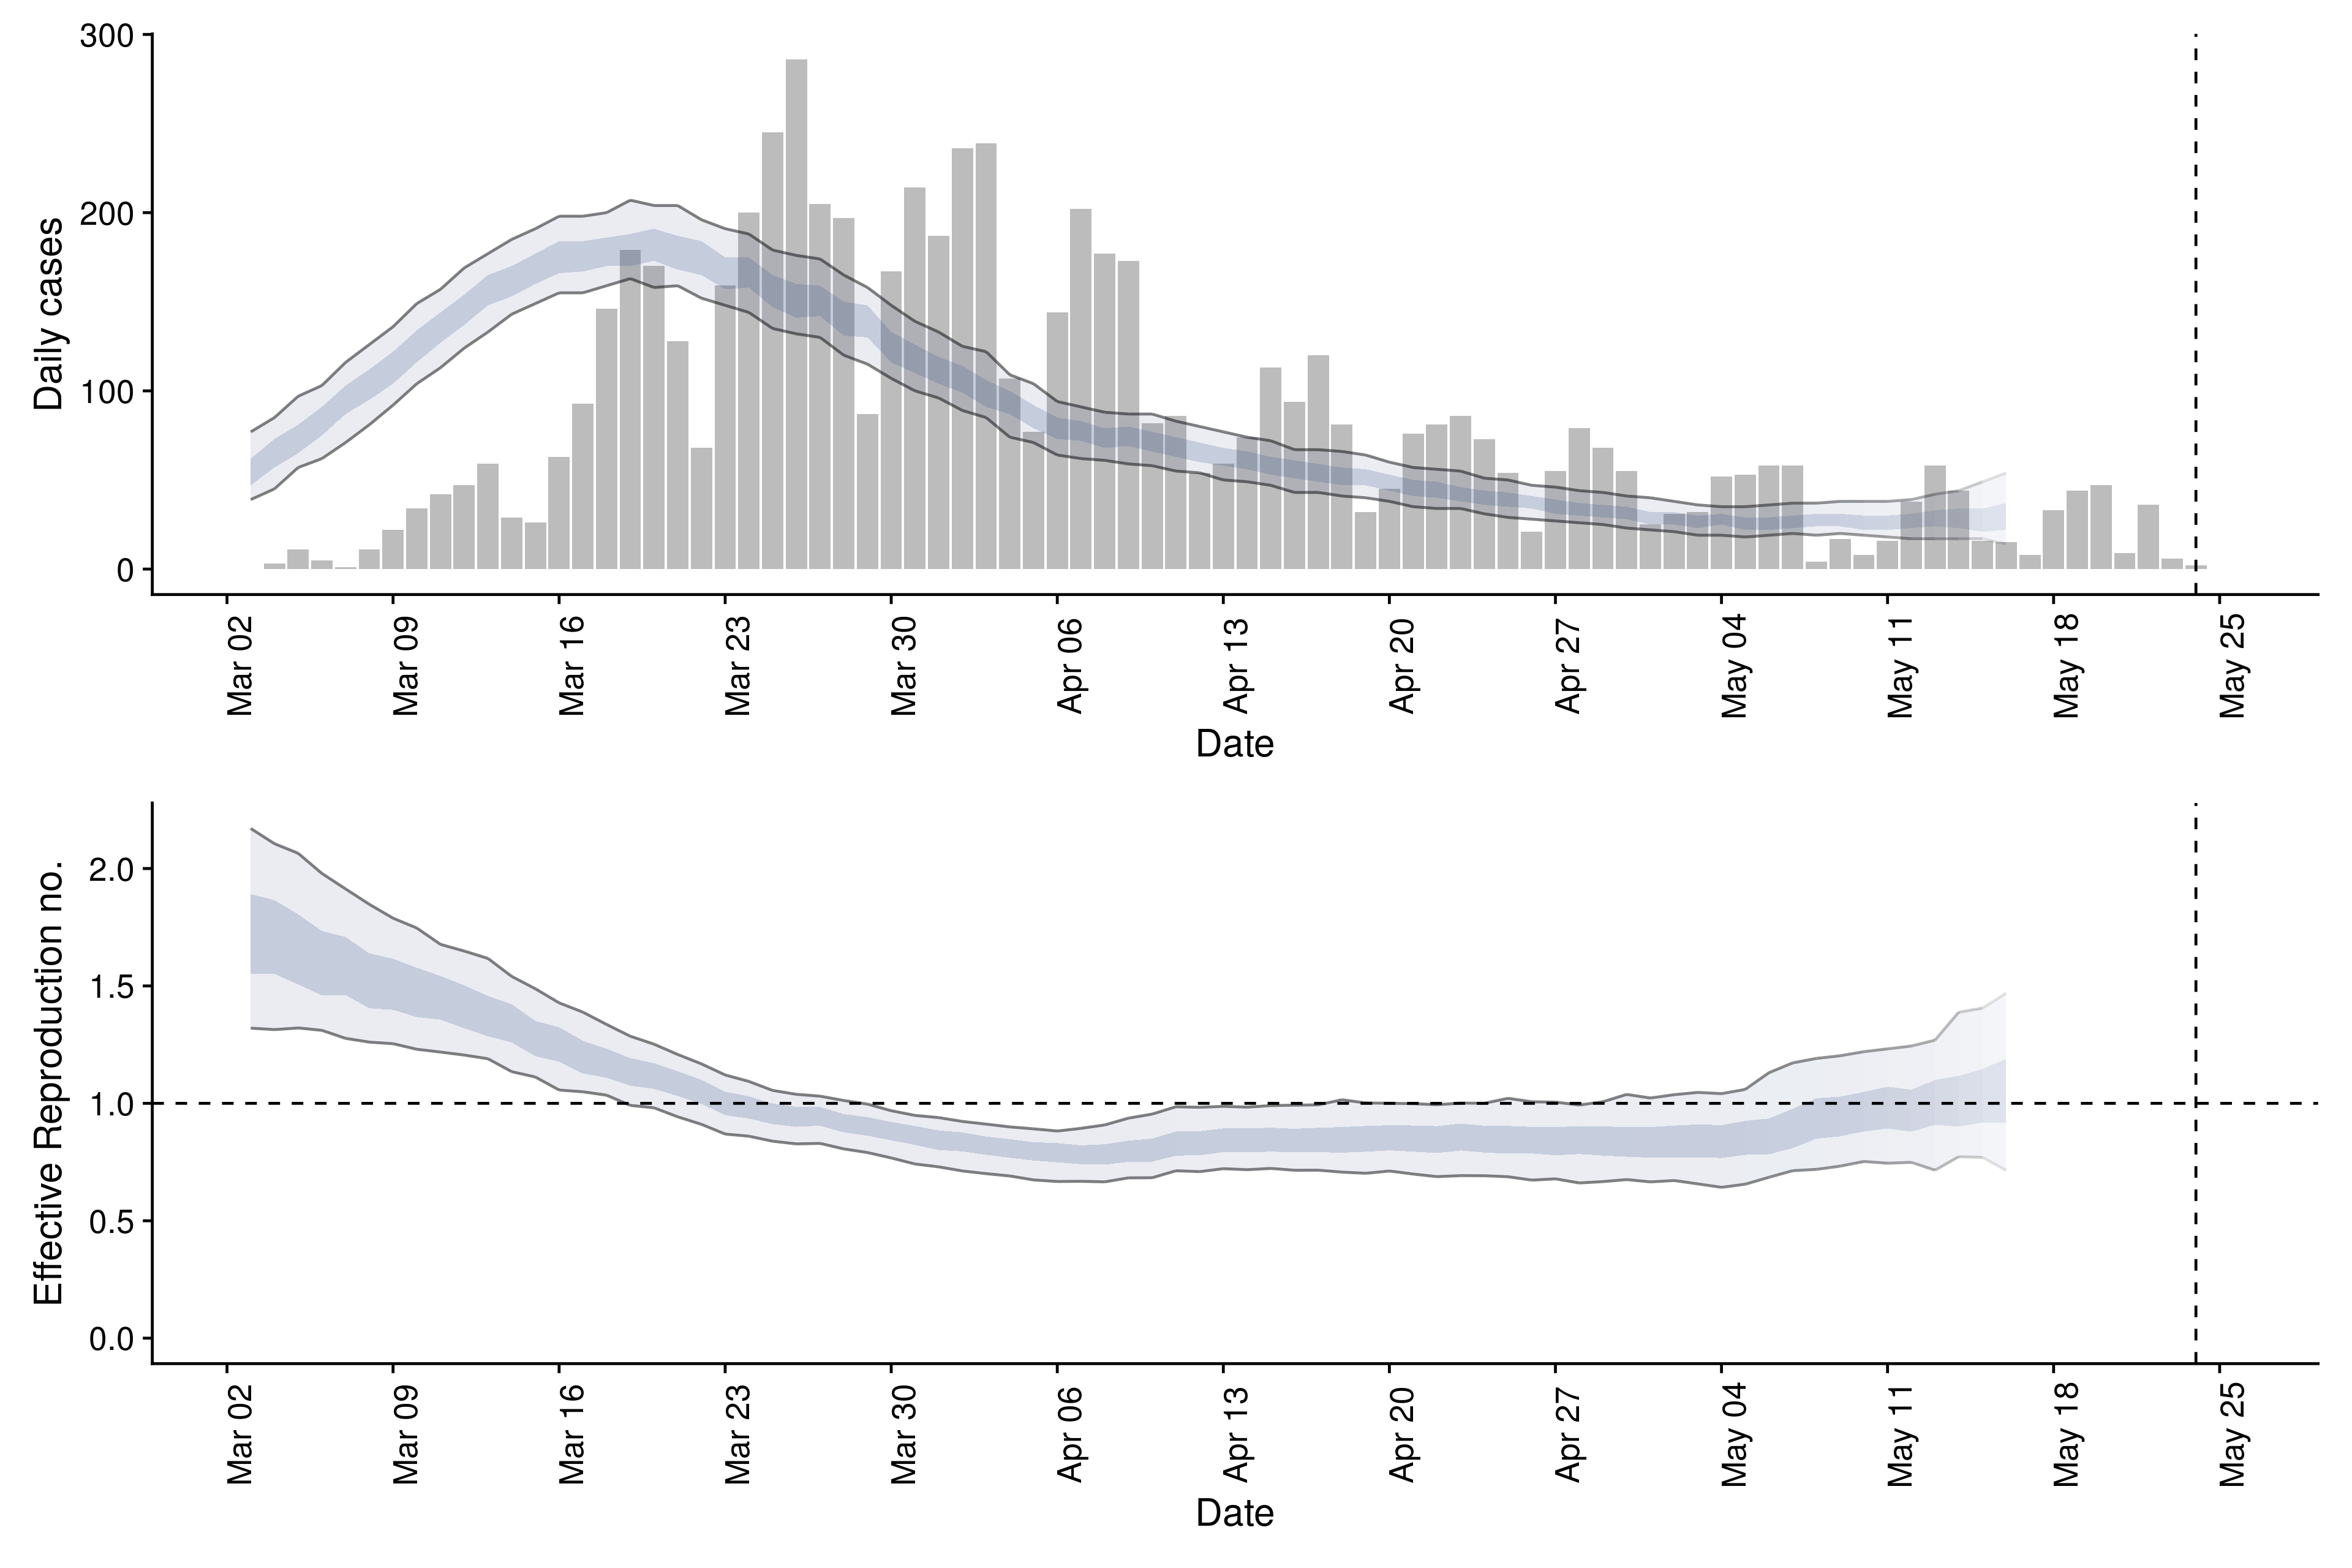 Daily cases
300
200
100
0
Mar 02
Mar 09
Mar 16
Mar 23
Mar 30
Apr 06
Apr 13
Apr 20
Apr 27
May 04
May 11
May 18
May 25
Date
Effective Reproduction no.
2.0
1.5
1.0
0.5
0.0
Mar 02
Mar 09
Mar 16
Mar 23
Mar 30
Apr 06
Apr 13
Apr 20
Apr 27
May 04
May 11
May 18
May 25
Date